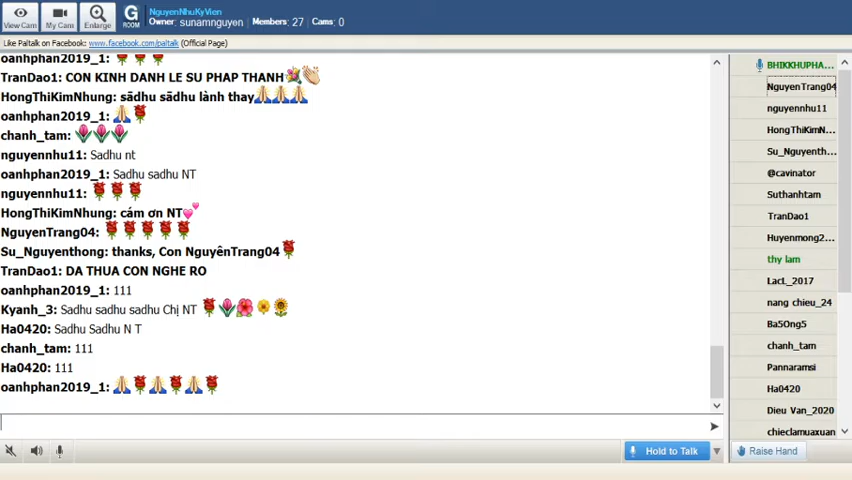 View Cam
My Cam
Enlarge
G
ROOM
NguyenNhuKyVien
Owner: sunamnguyen Members: 27 Cams: 0
Like Paltalk on Facebook: www.facebook.com/paltalk (Official Page)
oanhphan2019_1:
TranDao1: CON KINH DANH LE SU PHAP THANH
HongThiKimNhung: sādhu sādhu lành thay
oanhphan2019_1:
chanh_tam:
nguyennhu11: Sadhu nt
oanhphan2019_1: Sadhu sadhu NT
nguyennhu11:
HongThiKimNhung: cám ơn NT
NguyenTrang04:
Su_Nguyenthong: thanks, Con NguyênTrang04
TranDao1: DA THUA CON NGHE RO
oanhphan2019_1: 111
Kyanh_3: Sadhu sadhu sadhu Chị NT
Ha0420: Sadhu Sadhu N T
chanh_tam: 111
Ha0420: 111
oanhphan2019_1:
Hold to Talk
BHIKKHUPHA...
NguyenTrang04
nguyennhu11
HongThiKimN...
Su_Nguyenth...
@cavinator
Suthanhtam
TranDao1
Huyenmong2...
thy lam
LacL_2017
nang chieu_24
Ba5Ong5
chanh_tam
Pannaramsi
Ha0420
Dieu Van_2020
chieclamuaxuan
Raise Hand